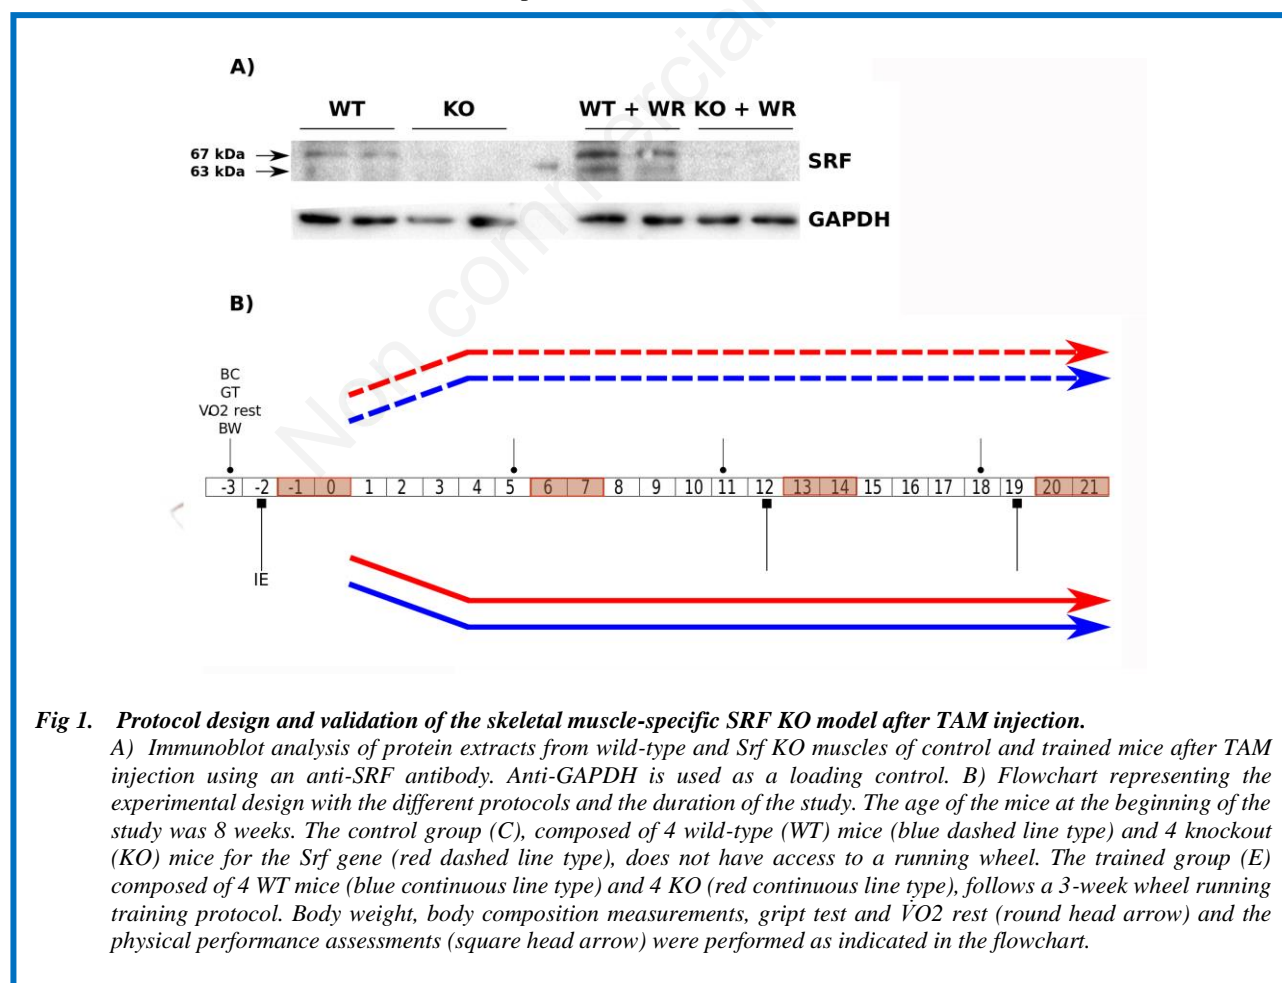 A)
WT KO WT + WR KO + WR
67 kDa
63 kDa
SRF
GAPDH
B)
BC
GT
V̇O2 rest
BW
-3 -2 -1 0 1 2 3 4 5 6 7 8 9 10 11 12 13 14 15 16 17 18 19 20 21
IE
Non commercial
Fig 1. Protocol design and validation of the skeletal muscle-specific SRF KO model after TAM injection.
A) Immunoblot analysis of protein extracts from wild-type and Srf KO muscles of control and trained mice after TAM
injection using an anti-SRF antibody. Anti-GAPDH is used as a loading control. B) Flowchart representing the
experimental design with the different protocols and the duration of the study. The age of the mice at the beginning of the
study was 8 weeks. The control group (C), composed of 4 wild-type (WT) mice (blue dashed line type) and 4 knockout
(KO) mice for the Srf gene (red dashed line type), does not have access to a running wheel. The trained group (E)
composed of 4 WT mice (blue continuous line type) and 4 KO (red continuous line type), follows a 3-week wheel running
training protocol. Body weight, body composition measurements, gript test and V̇O2 rest (round head arrow) and the
physical performance assessments (square head arrow) were performed as indicated in the flowchart.